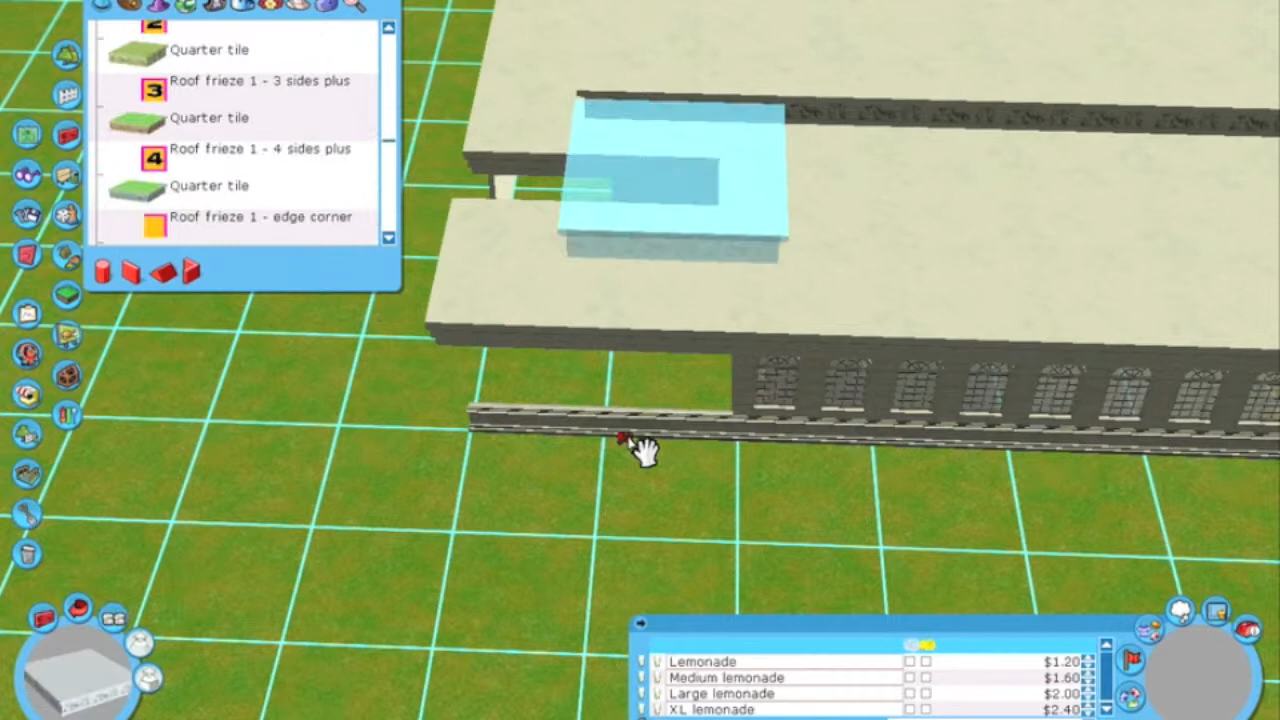 2
Quarter tile
Roof frieze 1 - 3 sides plus
3
Quarter tile
Roof frieze 1 - 4 sides plus
4
Quarter tile
Roof frieze 1 - edge corner
Lemonade $1.20
Medium lemonade $1.60
Large lemonade $2.00
XL lemonade $2.40